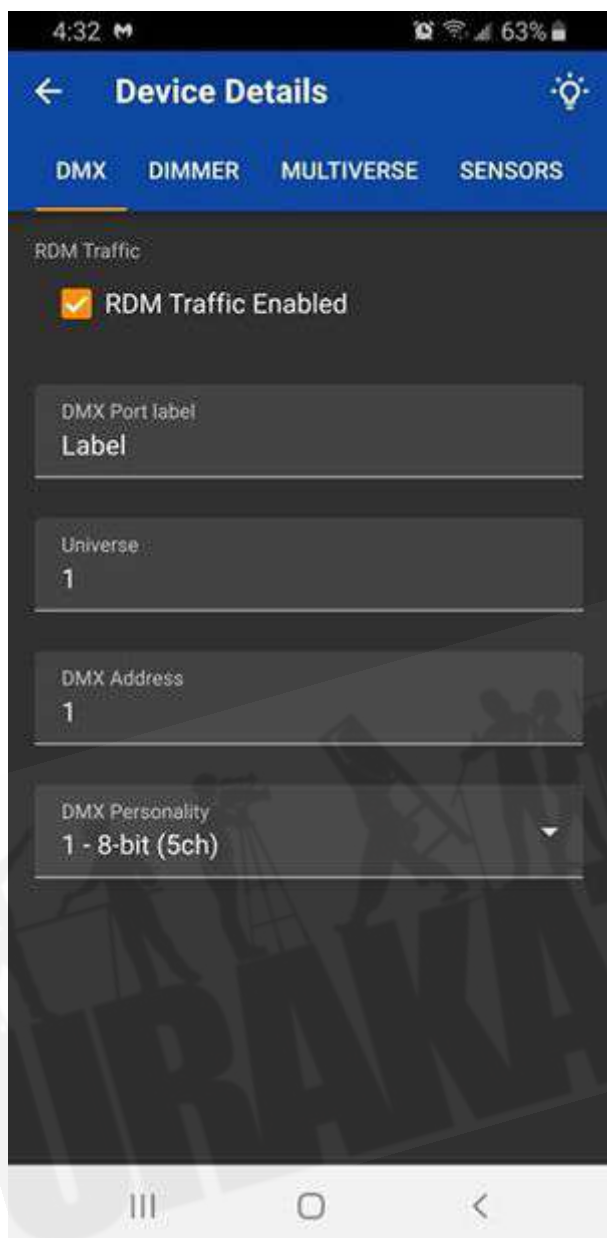 4:32 63%
Device Details
DMX DIMMER MULTIVERSE SENSORS
RDM Traffic
RDM Traffic Enabled
DMX Port label
Label
Universe
1
DMX Address
1
DMX Personality
1 - 8-bit (5ch)
URAKA